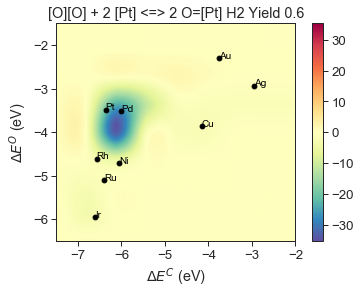 [O][O] + 2 [Pt] <=> 2 O=[Pt] H2 Yield 0.6
−2
−3
−4
−5
−6
ΔE^O (eV)
Au
Ag
Pt
Pd
Cu
Rh
Ni
Ru
Ir
−7
−6
−5
−4
−3
−2
ΔE^C (eV)
30
20
10
0
−10
−20
−30